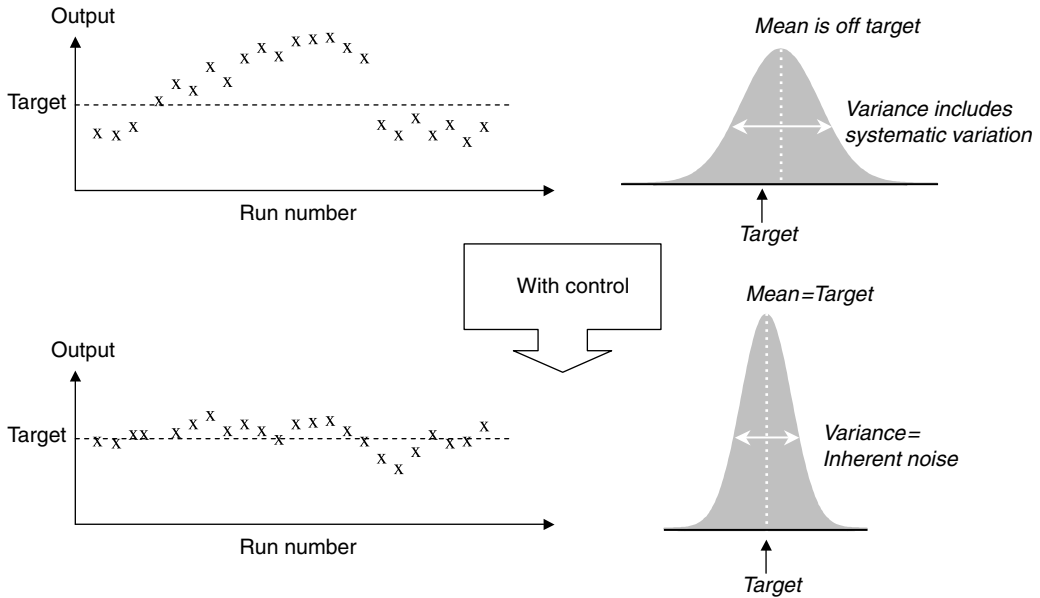 Output
Target
Run number
Mean is off target
Variance includes
systematic variation
Target
With control
Output
Target
Run number
Mean=Target
Variance=
Inherent noise
Target